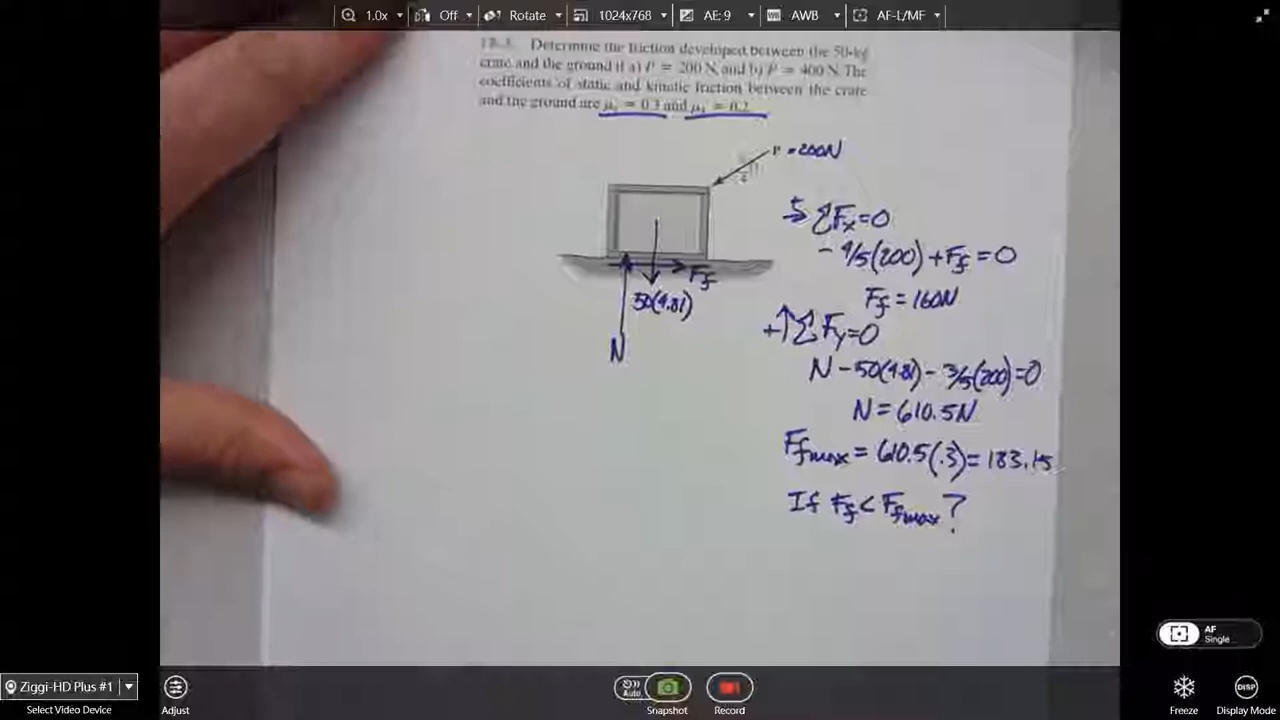 1.0x Off Rotate 1024x768 AE: 9 AWB AF-L/MF
Determine the friction developed between the 50-kg
crate and the ground if a) P = 200 N, and b) P = 400 N. The
coefficients of static and kinetic friction between the crate
and the ground are μs = 0.3 and μk = 0.2.
P = 200N
4
→ ΣFx=0
- 4/5(200) + Ff = 0
Ff = 160N
+↑ΣFy=0
N - 50(9.81) - 3/5(200) = 0
N = 610.5N
Ffmax = 610.5(.3) = 183.15
If Ff < Ffmax?
Ff
50(9.81)
N
AF
Single
Ziggi-HD Plus #1
Select Video Device
Adjust
Auto
Snapshot
Record
Freeze
DISP
Display Mode